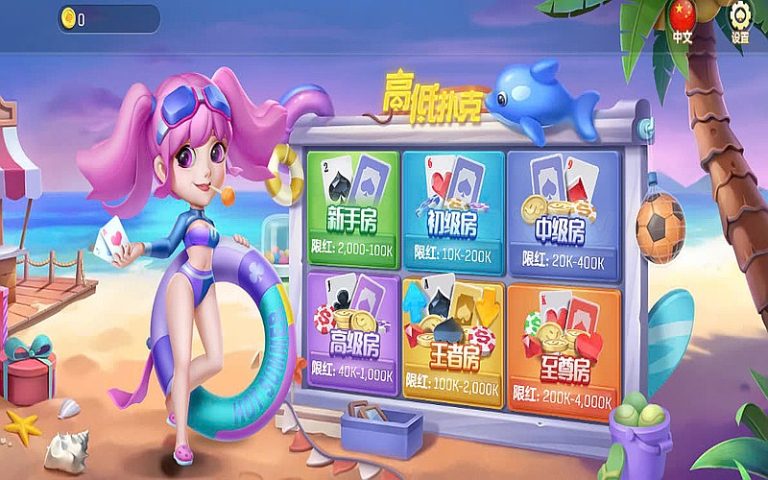 0
中文
设置
高低扑克
新手房
限红: 2,000-100K
初级房
限红: 10K-200K
中级房
限红: 20K-400K
高级房
限红: 40K-1,000K
王者房
限红: 100K-2,000K
至尊房
限红: 200K-4,000K